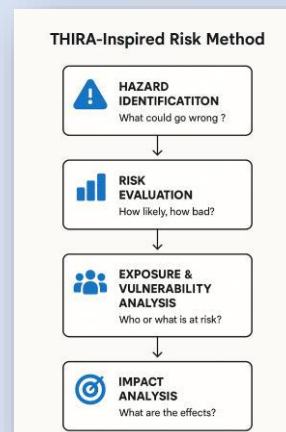 THIRA-Inspired Risk Method
HAZARD
IDENTIFICATITON
What could go wrong ?
RISK
EVALUATION
How likely, how bad?
EXPOSURE &
VULNERABILITY
ANALYSIS
Who or what is at risk?
IMPACT
ANALYSIS
What are the effects?